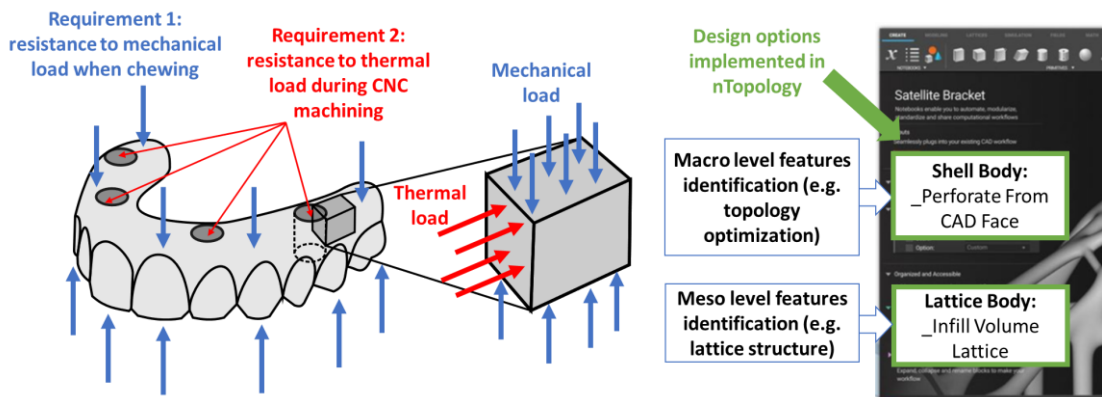 Requirement 1:
resistance to mechanical
load when chewing
Requirement 2:
resistance to thermal
load during CNC
machining
Mechanical
load
Thermal
load
Design options
implemented in
nTopology
Macro level features
identification (e.g.
topology
optimization)
Meso level features
identification (e.g.
lattice structure)
CREATE
MODELING
LATTICES
SIMULATION
FIELDS
MATH
NOTEBOOKS
PRIMITIVES
Satellite Bracket
Notebooks enable you to automate, modularize,
standardize and share computational workflows
Seamlessly plugs into your existing CAD workflow
Shell Body:
_Perforate From
CAD Face
Option:
Custom
Organized and Accessible
Lattice Body:
_Infill Volume
Lattice
Expand, collapse and rename blocks to make your
workflow